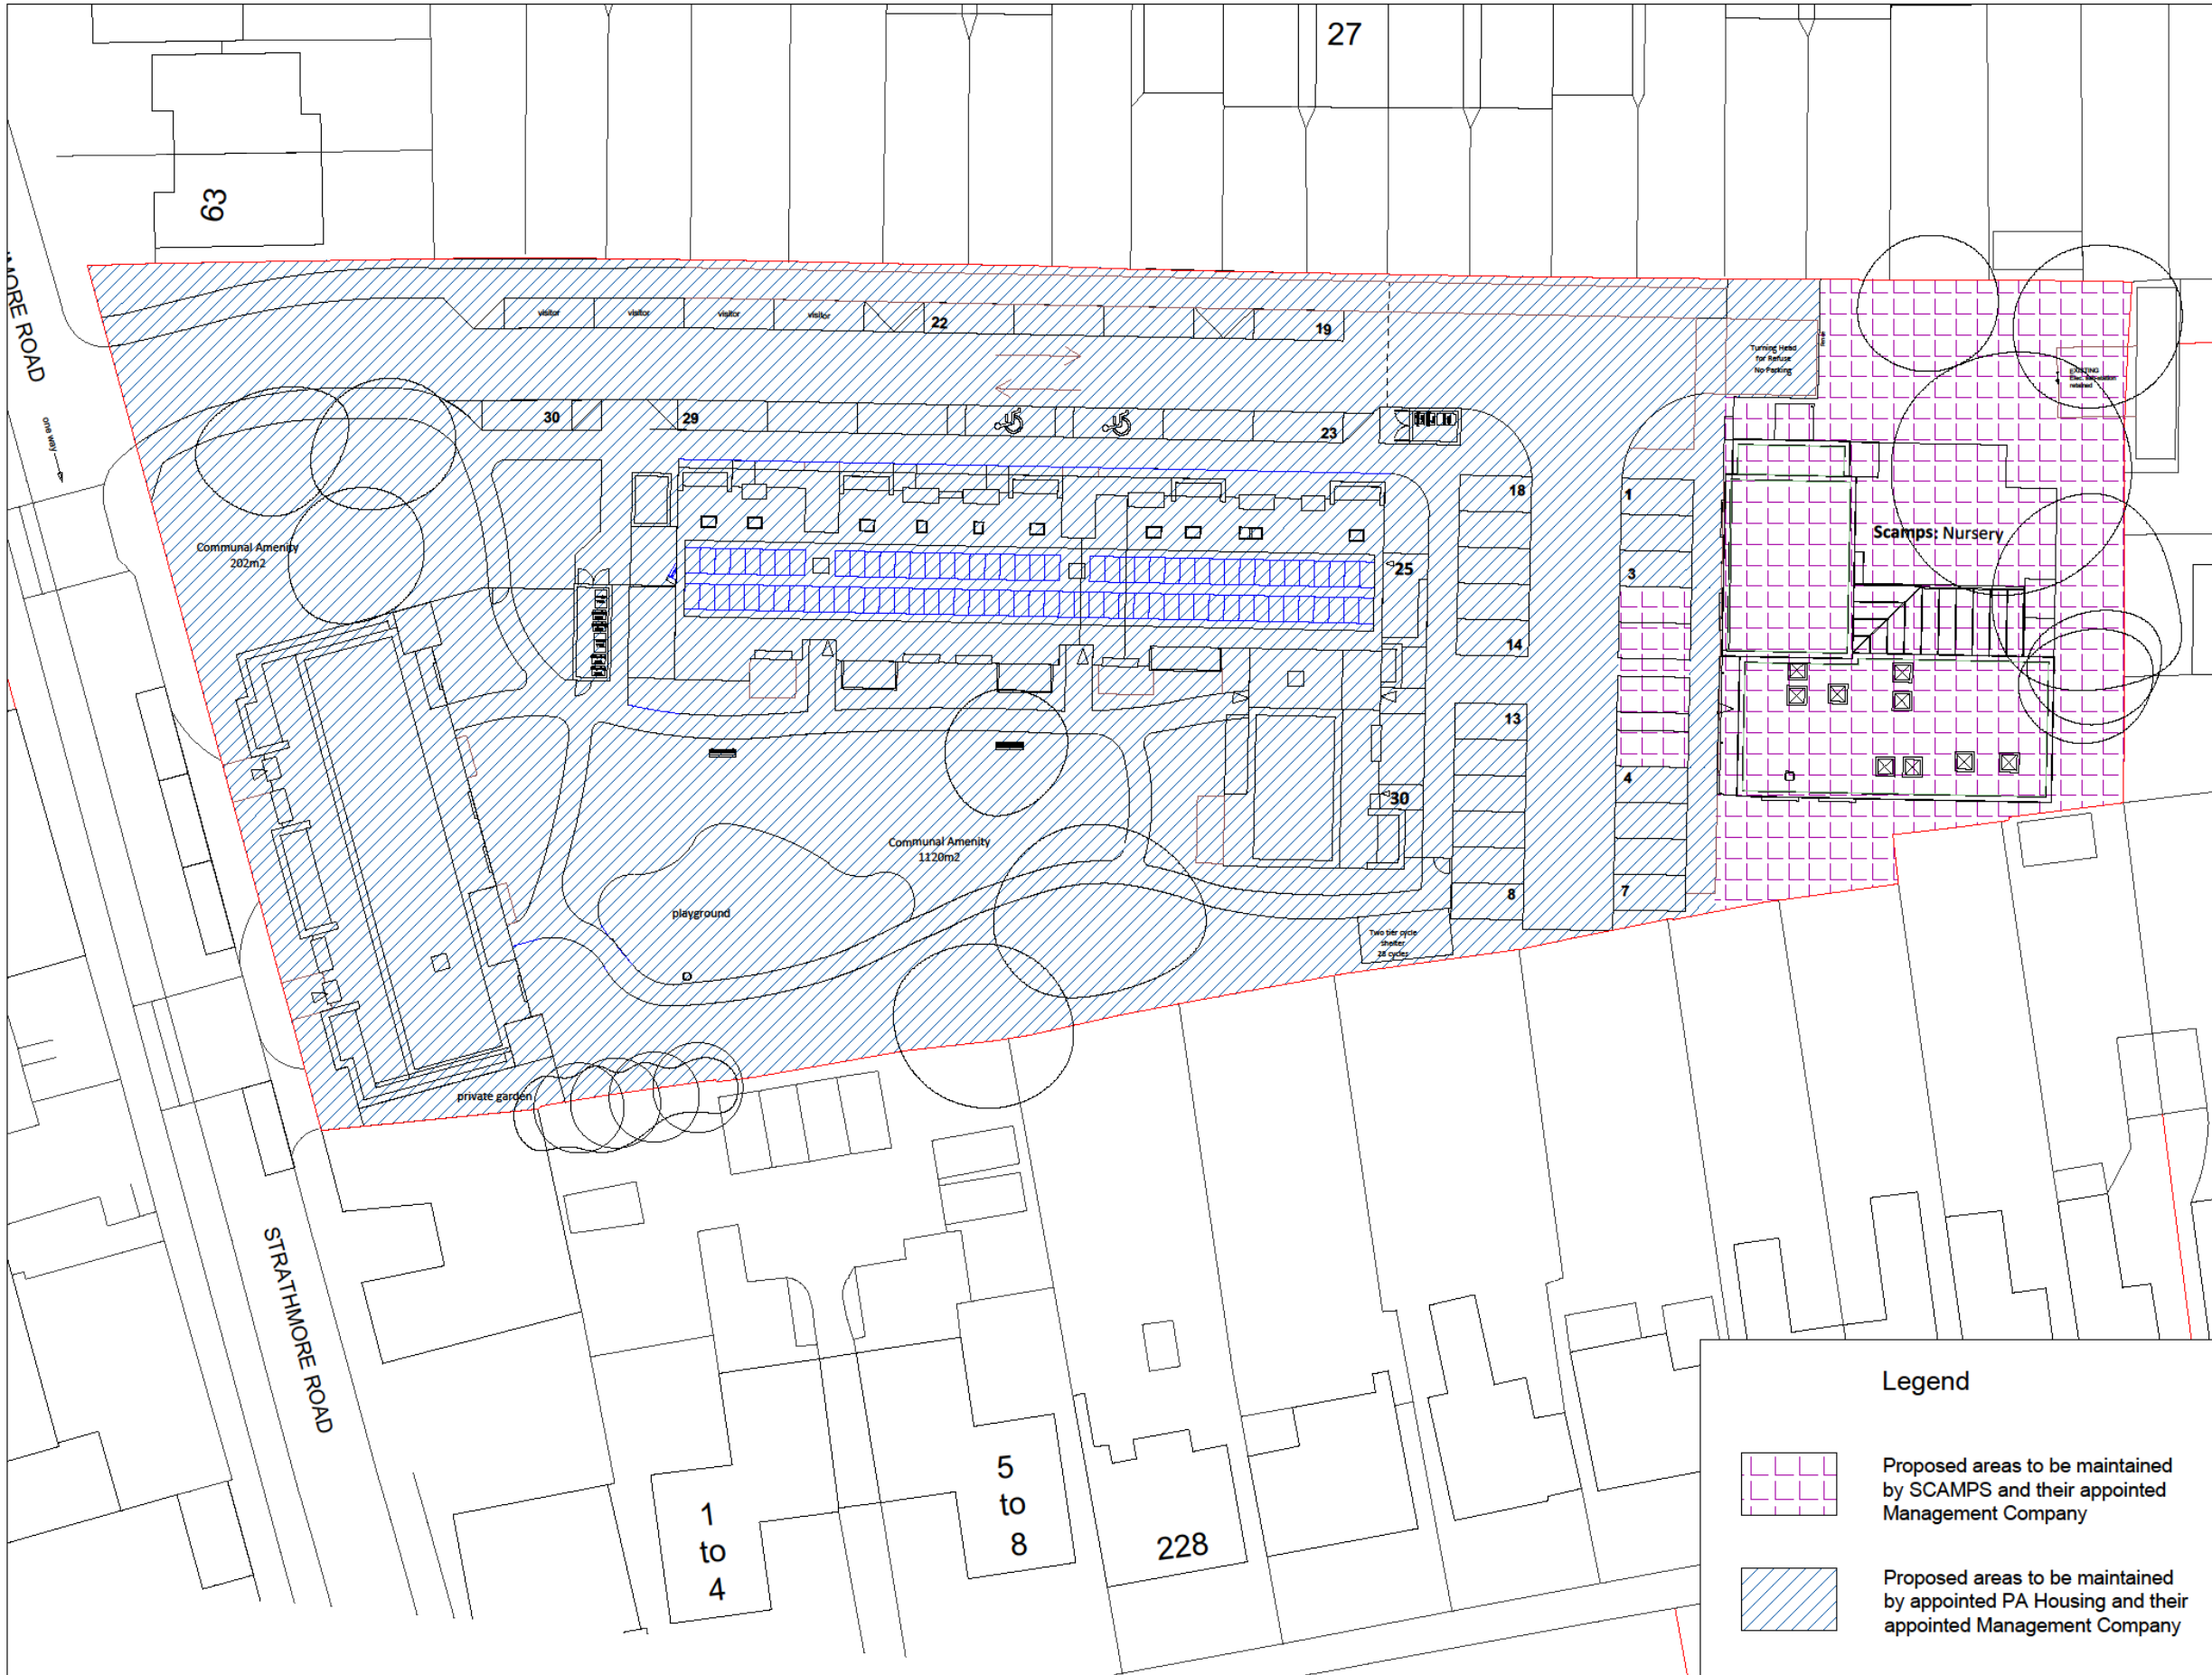 27
63
MORE ROAD
one way
visitor
visitor
visitor
visitor
22
19
Turning Head
for Refuse
No Parking
EXISTING
retained
30
29
23
18
1
Scamps: Nursery
Communal Amenity
202m2
25
3
14
13
4
30
Communal Amenity
1120m2
8
7
playground
Two tier cycle
shelter
28 cycles
private garden
STRATHMORE ROAD
1
to
4
5
to
8
228
Legend
Proposed areas to be maintained
by SCAMPS and their appointed
Management Company
Proposed areas to be maintained
by appointed PA Housing and their
appointed Management Company